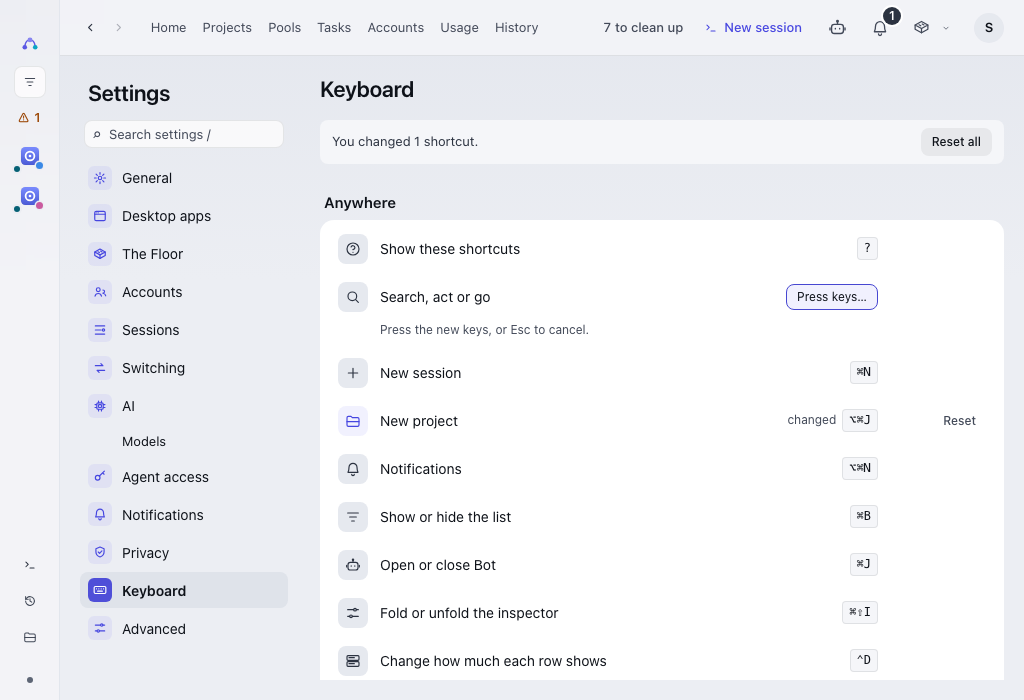 Home Projects Pools Tasks Accounts Usage History 7 to clean up New session 1 S
1
Settings
Search settings /
General
Desktop apps
The Floor
Accounts
Sessions
Switching
AI
Models
Agent access
Notifications
Privacy
Keyboard
Advanced
Keyboard
You changed 1 shortcut. Reset all
Anywhere
Show these shortcuts ?
Search, act or go Press keys…
Press the new keys, or Esc to cancel.
New session ⌘N
New project changed ⌥⌘J Reset
Notifications ⌥⌘N
Show or hide the list ⌘B
Open or close Bot ⌘J
Fold or unfold the inspector ⌘⇧I
Change how much each row shows ^D